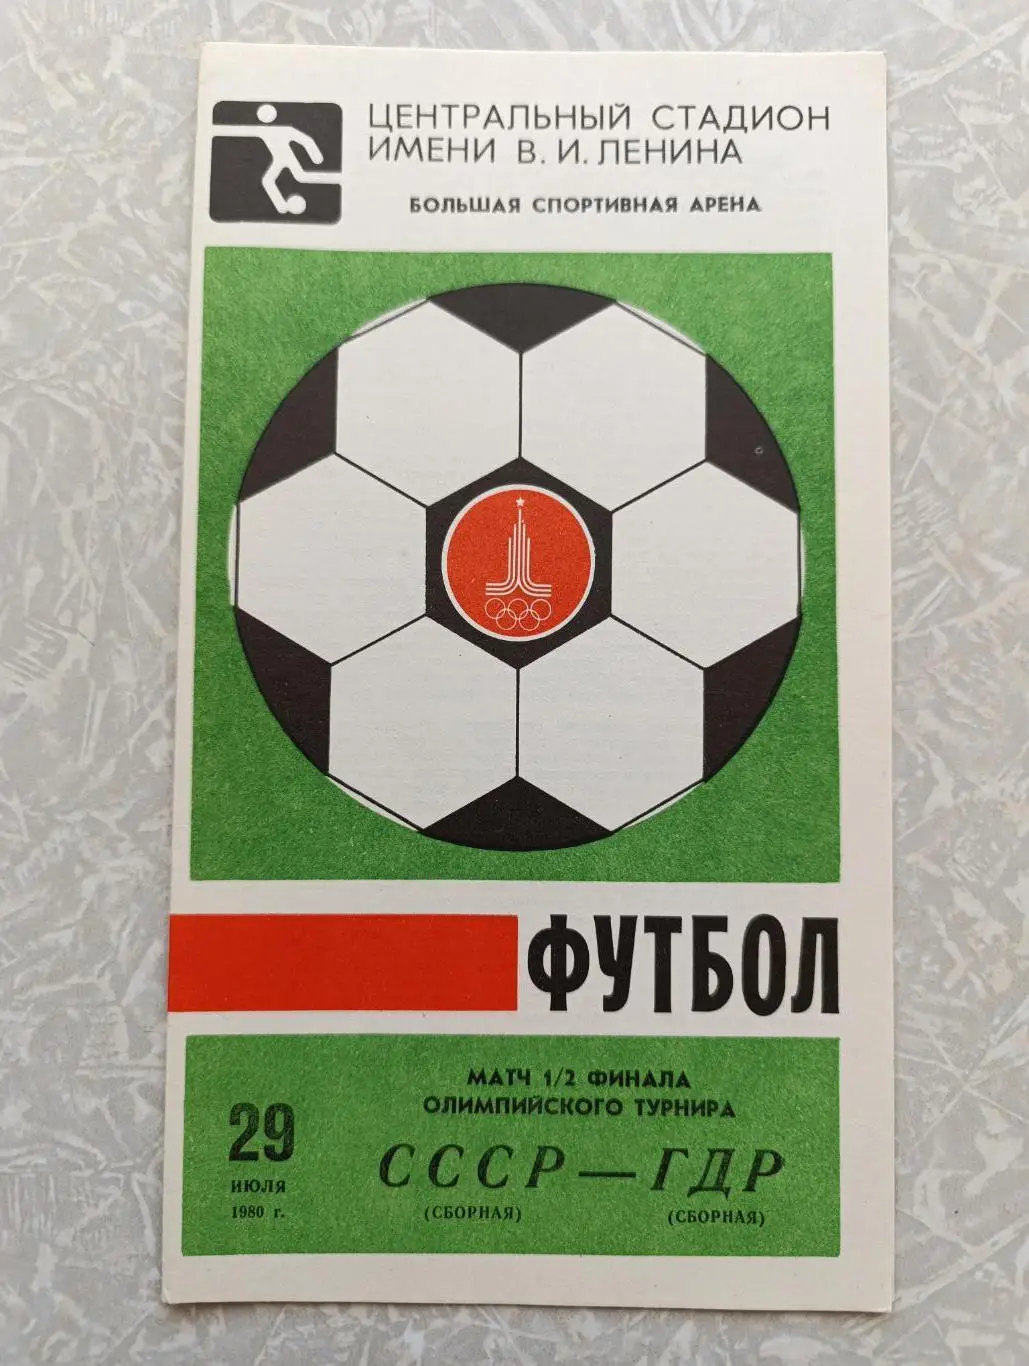 ЦЕНТРАЛЬНЫЙ СТАДИОН
ИМЕНИ В. И. ЛЕНИНА
БОЛЬШАЯ СПОРТИВНАЯ АРЕНА
ФУТБОЛ
МАТЧ 1/2 ФИНАЛА
ОЛИМПИЙСКОГО ТУРНИРА
29
ИЮЛЯ
1980 г.
СССР — ГДР
(СБОРНАЯ) (СБОРНАЯ)